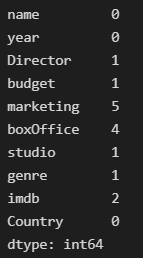 name 0
year 0
Director 1
budget 1
marketing 5
boxOffice 4
studio 1
genre 1
imdb 2
Country 0
dtype: int64